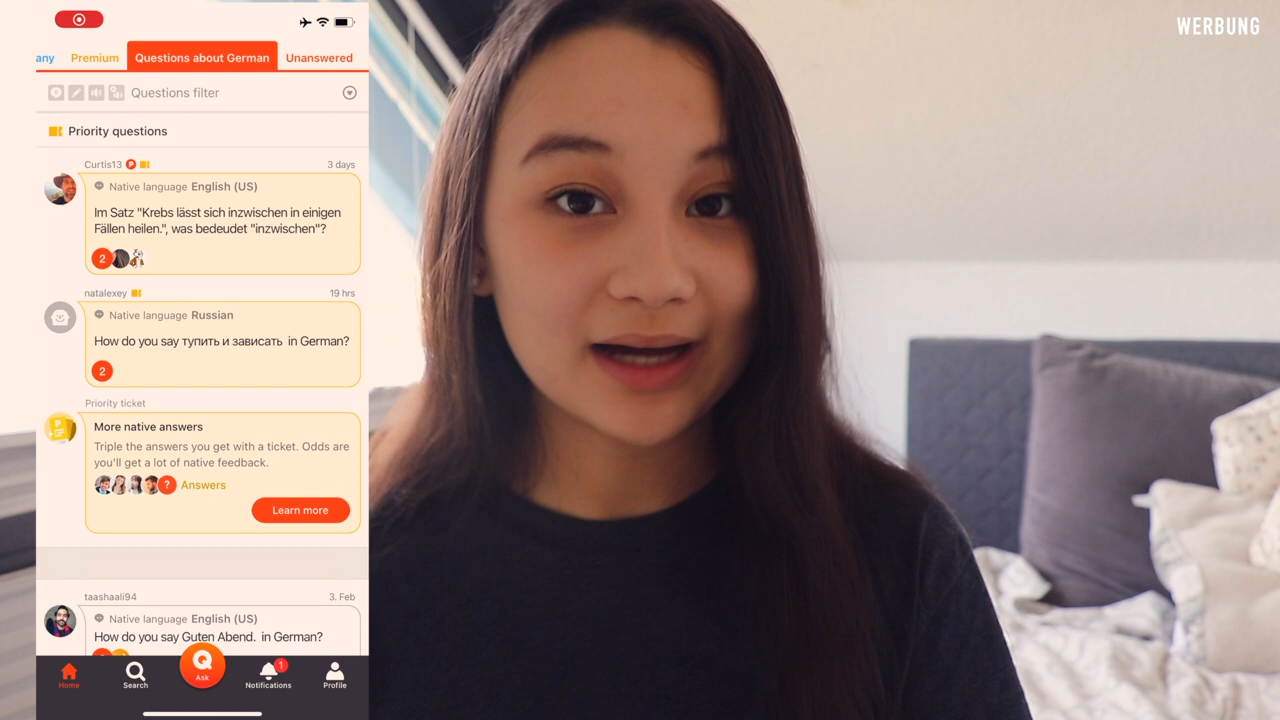 WERBUNG
any Premium Questions about German Unanswered
Questions filter
Priority questions
Curtis13 3 days
Native language English (US)
Im Satz "Krebs lässt sich inzwischen in einigen
Fällen heilen.", was bedeudet "inzwischen"?
2
natalexey 19 hrs
Native language Russian
How do you say тупить и зависать in German?
2
Priority ticket
More native answers
Triple the answers you get with a ticket. Odds are
you'll get a lot of native feedback.
? Answers
Learn more
taashaali94 3. Feb
Native language English (US)
How do you say Guten Abend. in German?
Q
1
Home Search Ask Notifications Profile